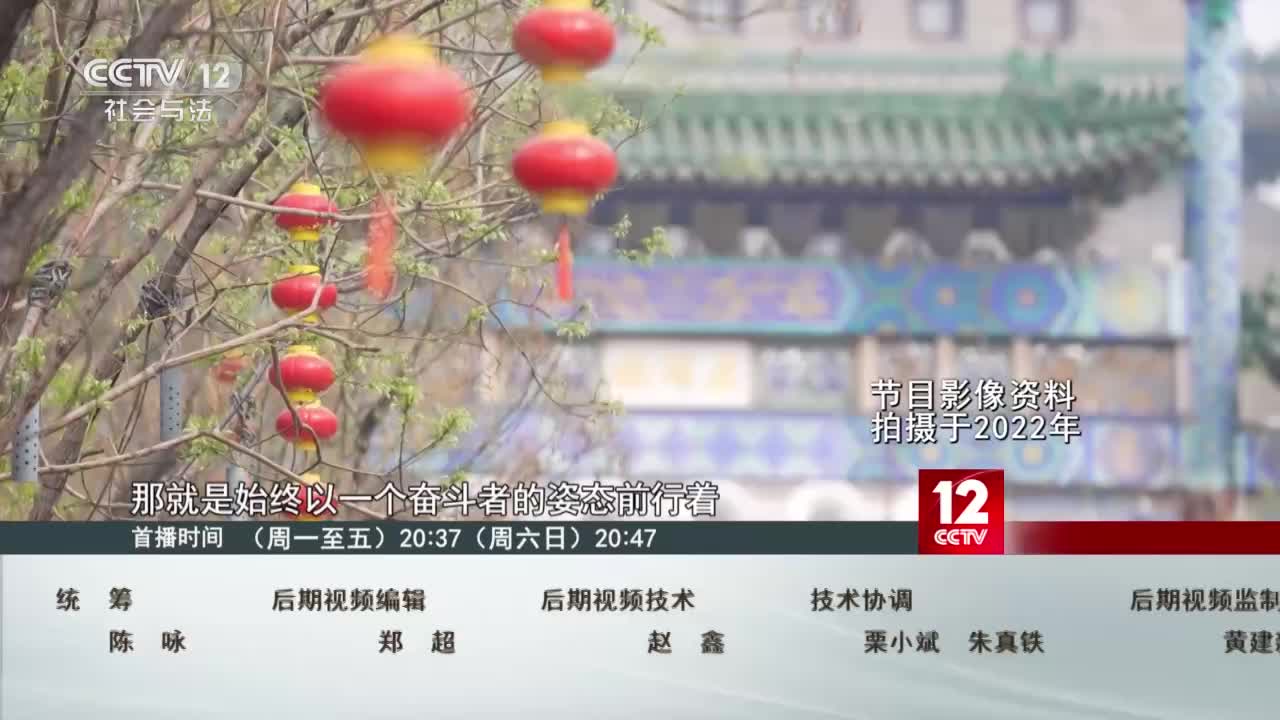 CCTV 12
社会与法
节目影像资料
拍摄于2022年
那就是始终以一个奋斗者的姿态前行着
首播时间 （周一至五）20:37（周六日）20:47
12
CCTV
统 筹 后期视频编辑 后期视频技术 技术协调 后期视频监制
陈 咏 郑 超 赵 鑫 栗小斌 朱真铁 黄建